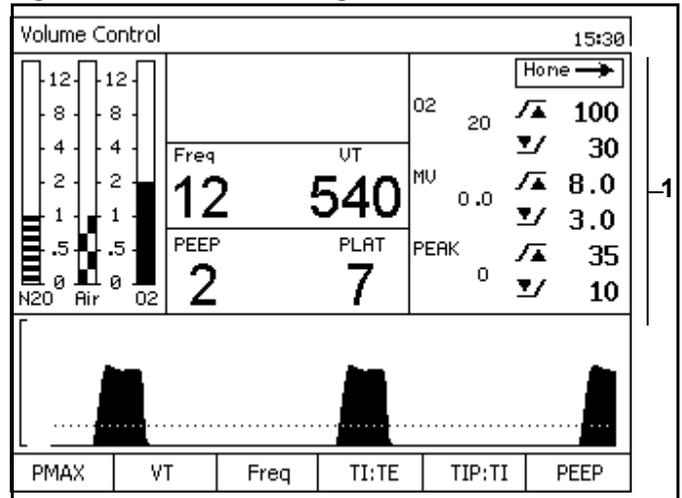 Volume Control 15:30
Home
12 12
8 8
4 4
2 2
1 1
.5 .5
0 0
N2O Air O2
Freq VT
12 540
PEEP PLAT
2 7
O2 20
MV 0.0
PEAK 0
100
30
8.0
3.0
35
10
1
PMAX VT Freq TI:TE TIP:TI PEEP